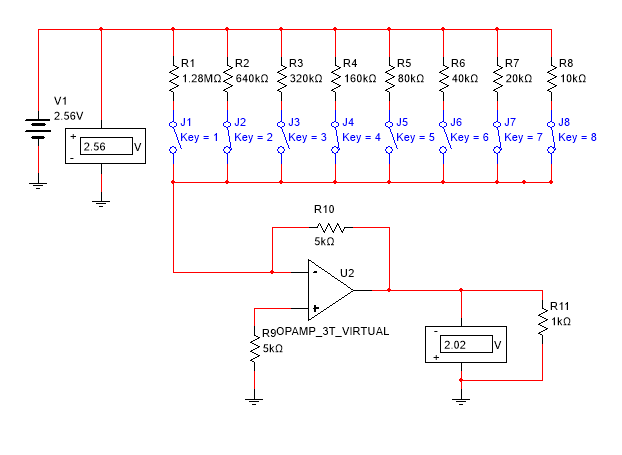 R1 R2 R3 R4 R5 R6 R7 R8
1.28MΩ 640kΩ 320kΩ 160kΩ 80kΩ 40kΩ 20kΩ 10kΩ
V1
2.56V
J1 J2 J3 J4 J5 J6 J7 J8
Key = 1 Key = 2 Key = 3 Key = 4 Key = 5 Key = 6 Key = 7 Key = 8
+
2.56 V
-
R10
5kΩ
U2
-
+
OPAMP_3T_VIRTUAL
R9
5kΩ
R11
1kΩ
-
2.02 V
+